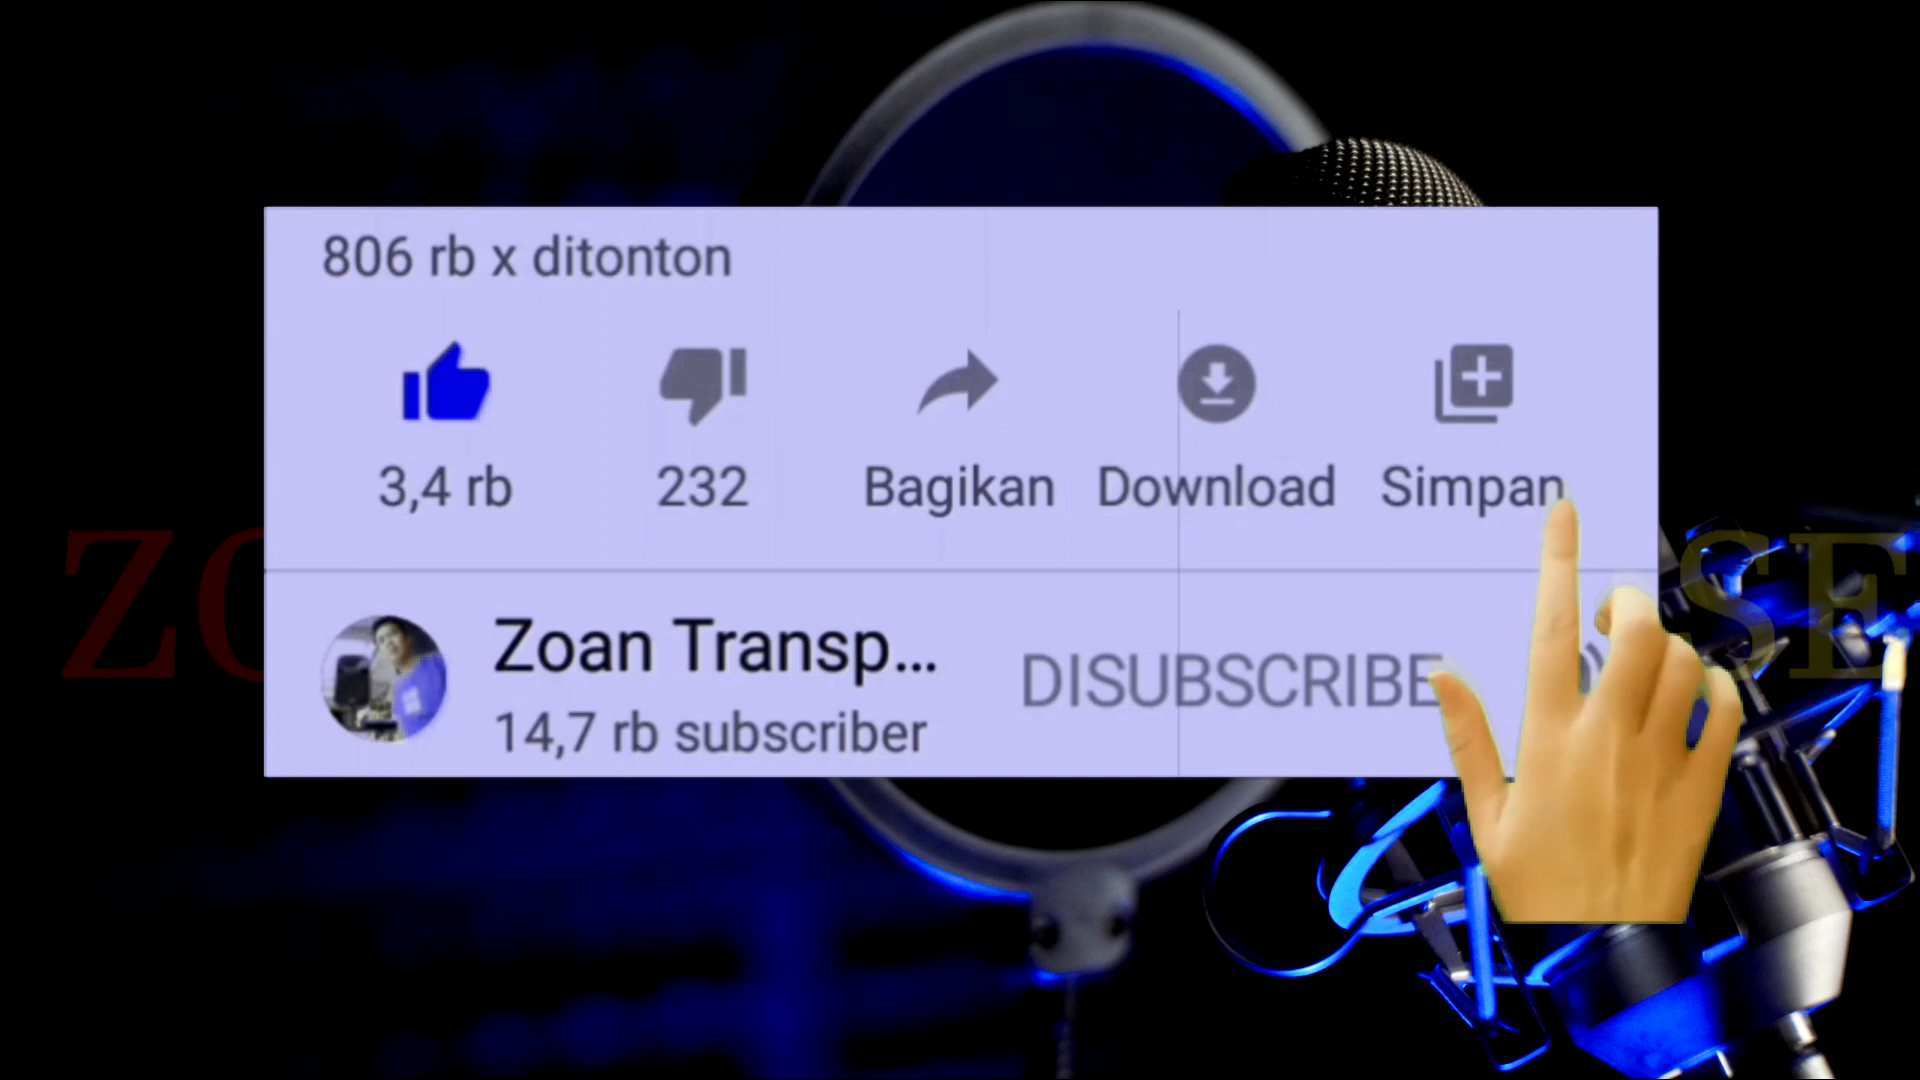 806 rb x ditonton
3,4 rb 232 Bagikan Download Simpan
Zoan Transp... DISUBSCRIBE
14,7 rb subscriber